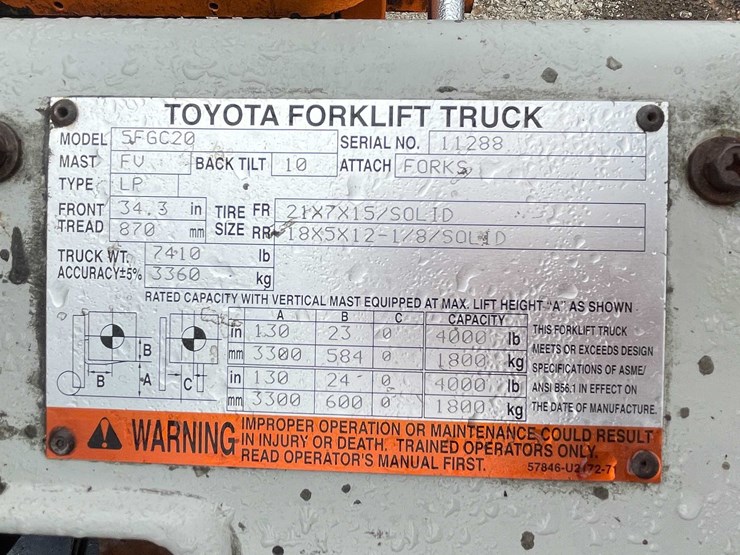 TOYOTA FORKLIFT TRUCK
MODEL 5FGC20 SERIAL NO. 11288
MAST FV BACK TILT 10 ATTACH FORKS
TYPE LP
FRONT TREAD 34.3 in TIRE SIZE FR 21X7X15/SOLID
870 mm RR 18X5X12-1/8/SOLID
TRUCK WT. 7410 lb
ACCURACY±5% 3360 kg
RATED CAPACITY WITH VERTICAL MAST EQUIPPED AT MAX. LIFT HEIGHT "A" AS SHOWN
A B C CAPACITY
in 130 23 0 4000 lb
mm 3300 584 0 1800 kg
in 130 24 0 4000 lb
mm 3300 600 0 1800 kg
B
B A C
THIS FORKLIFT TRUCK
MEETS OR EXCEEDS DESIGN
SPECIFICATIONS OF ASME/
ANSI B56.1 IN EFFECT ON
THE DATE OF MANUFACTURE.
WARNING
IMPROPER OPERATION OR MAINTENANCE COULD RESULT
IN INJURY OR DEATH. TRAINED OPERATORS ONLY.
READ OPERATOR'S MANUAL FIRST.
57846-U2172-71